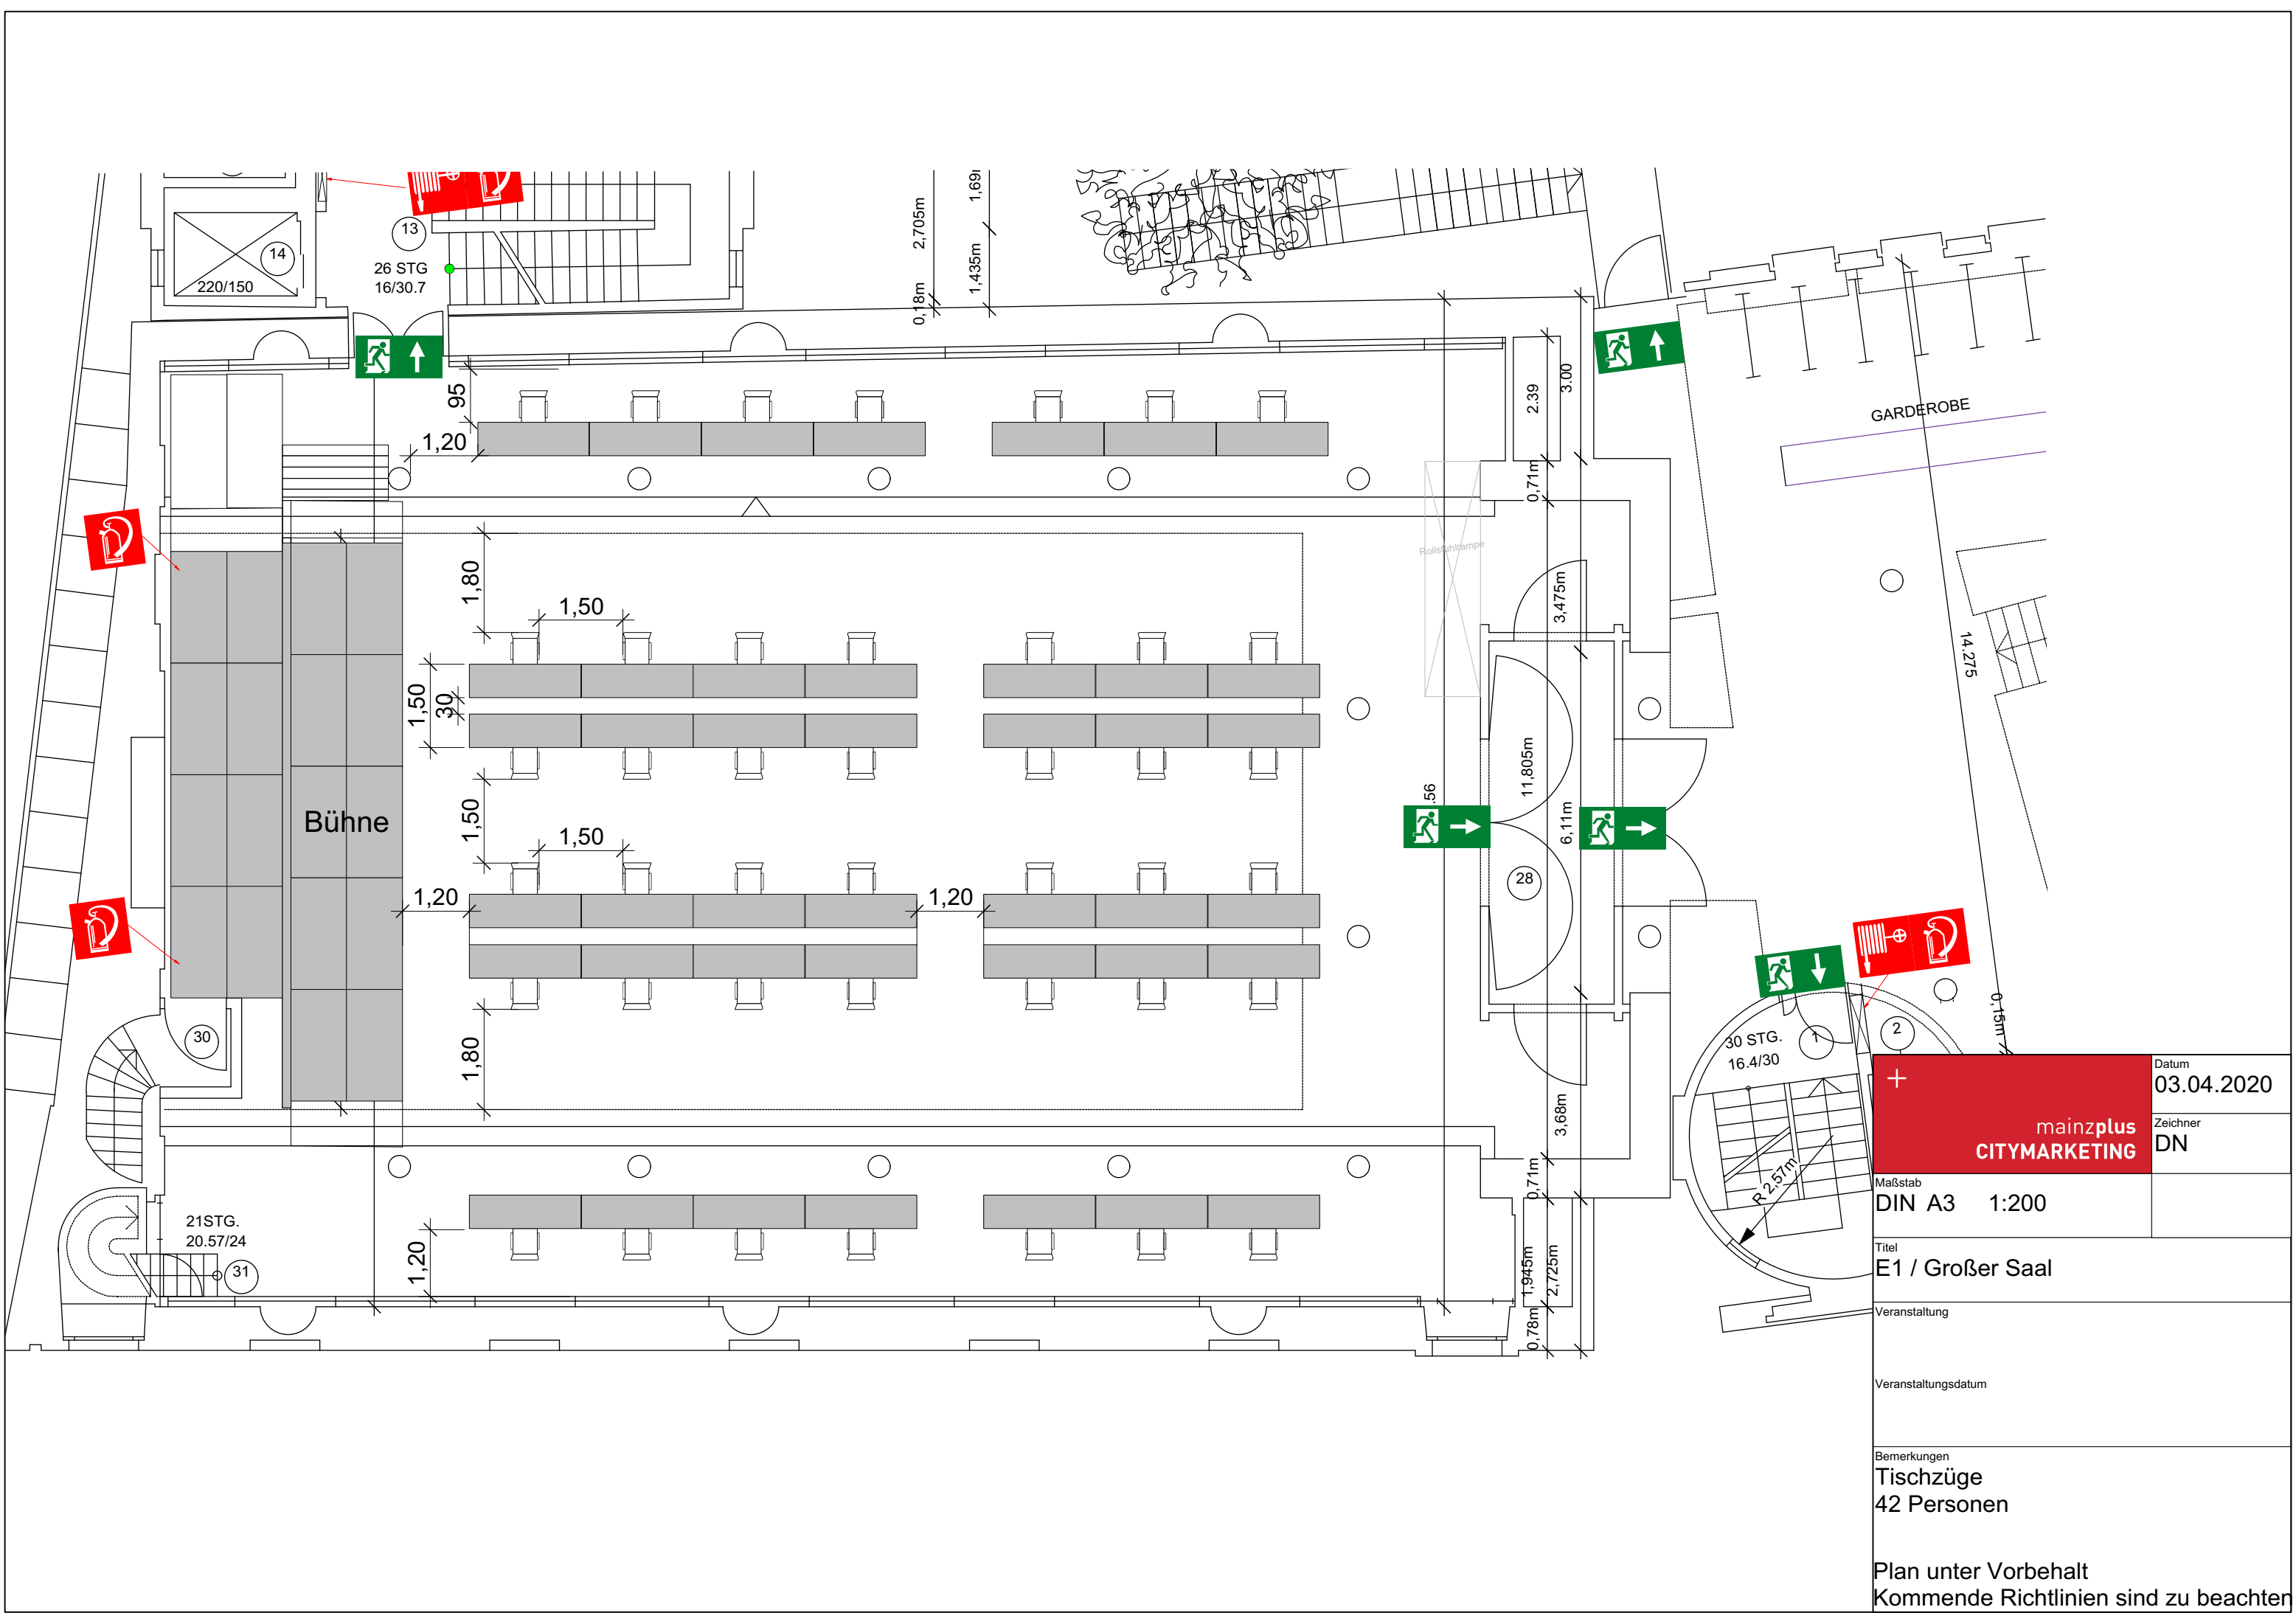 13
14
220/150
26 STG
16/30.7
2,705m
0,18m
1,435m
95
1,20
2.39
3.00
0,71m
GARDEROBE
Rollstuhlrampe
1,80
1,50
3,475m
14.275
1,50
30
1,50
Bühne
1,50
11,805m
.56
6,11m
1,20
1,20
28
30
1,80
30 STG.
16.4/30
1
2
0,15m
3,68m
0,71m
R 2,57m
21STG.
20.57/24
31
1,20
1,945m
2,725m
0,78m
mainzplus
CITYMARKETING
Datum
03.04.2020
Zeichner
DN
Maßstab
DIN A3 1:200
Titel
E1 / Großer Saal
Veranstaltung
Veranstaltungsdatum
Bemerkungen
Tischzüge
42 Personen
Plan unter Vorbehalt
Kommende Richtlinien sind zu beachten